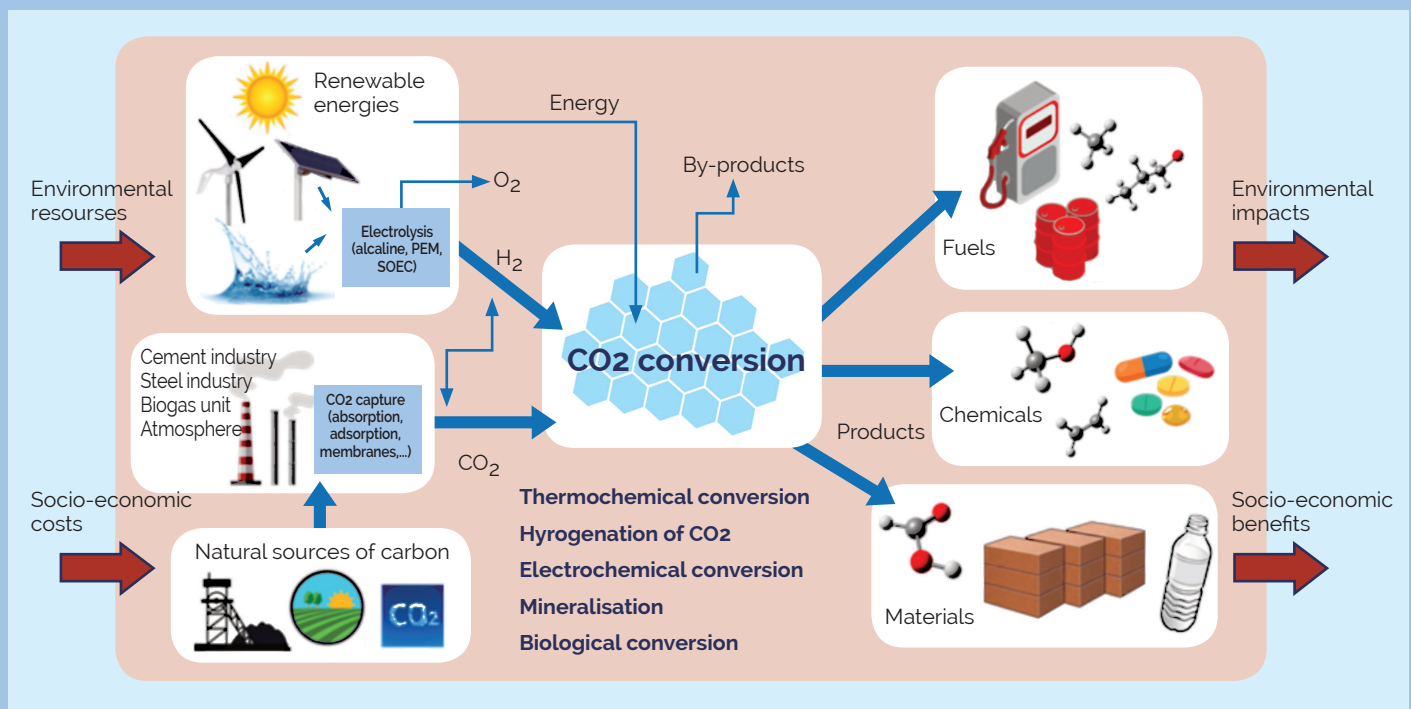 Renewable
energies
Energy
By-products
O2
Environmental
resourses
Electrolysis
(alcaline, PEM,
SOEC)
H2
Fuels
Environmental
impacts
Cement industry
Steel industry
Biogas unit
Atmosphere
CO2 capture
(absorption,
adsorption,
membranes,...)
CO2
CO2 conversion
Chemicals
Products
Socio-economic
costs
Natural sources of carbon
CO2
Thermochemical conversion
Hyrogenation of CO2
Electrochemical conversion
Mineralisation
Biological conversion
Materials
Socio-economic
benefits